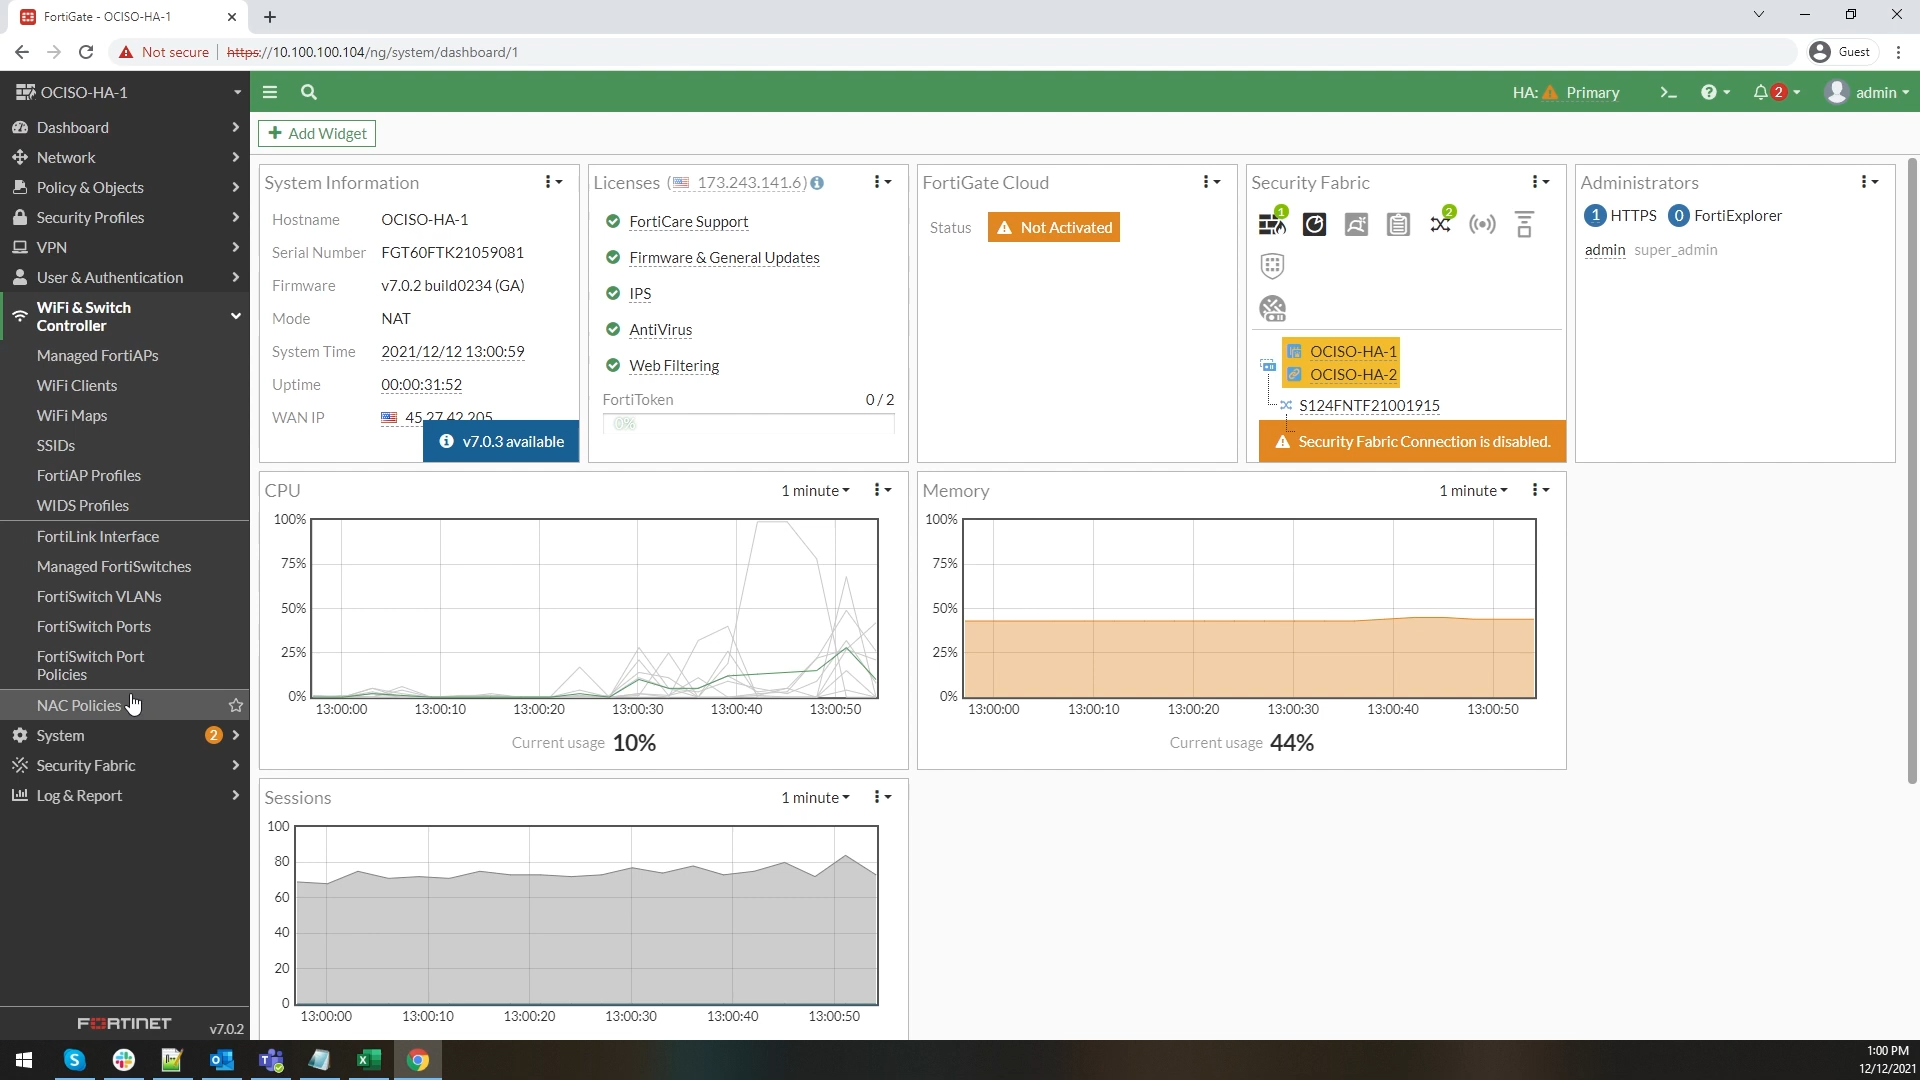 FortiGate - OCISO-HA-1
Not secure
https://10.100.100.104/ng/system/dashboard/1
Guest
OCISO-HA-1
HA: Primary
>_
2
admin
Dashboard
Network
Policy & Objects
Security Profiles
VPN
User & Authentication
WiFi & Switch
Controller
Managed FortiAPs
WiFi Clients
WiFi Maps
SSIDs
FortiAP Profiles
WIDS Profiles
FortiLink Interface
Managed FortiSwitches
FortiSwitch VLANs
FortiSwitch Ports
FortiSwitch Port
Policies
NAC Policies
System 2
Security Fabric
Log & Report
FORTINET v7.0.2
+ Add Widget
System Information
Hostname OCISO-HA-1
Serial Number FGT60FTK21059081
Firmware v7.0.2 build0234 (GA)
Mode NAT
System Time 2021/12/12 13:00:59
Uptime 00:00:31:52
WAN IP 45.27.42.205
v7.0.3 available
Licenses (173.243.141.6)
FortiCare Support
Firmware & General Updates
IPS
AntiVirus
Web Filtering
FortiToken 0 / 2
0%
FortiGate Cloud
Status Not Activated
Security Fabric
1
2
OCISO-HA-1
OCISO-HA-2
S124FNTF21001915
Security Fabric Connection is disabled.
Administrators
1 HTTPS 0 FortiExplorer
admin super_admin
CPU 1 minute
100%
75%
50%
25%
0%
13:00:00 13:00:10 13:00:20 13:00:30 13:00:40 13:00:50
Current usage 10%
Memory 1 minute
100%
75%
50%
25%
0%
13:00:00 13:00:10 13:00:20 13:00:30 13:00:40 13:00:50
Current usage 44%
Sessions 1 minute
100
80
60
40
20
0
13:00:00 13:00:10 13:00:20 13:00:30 13:00:40 13:00:50
1:00 PM
12/12/2021